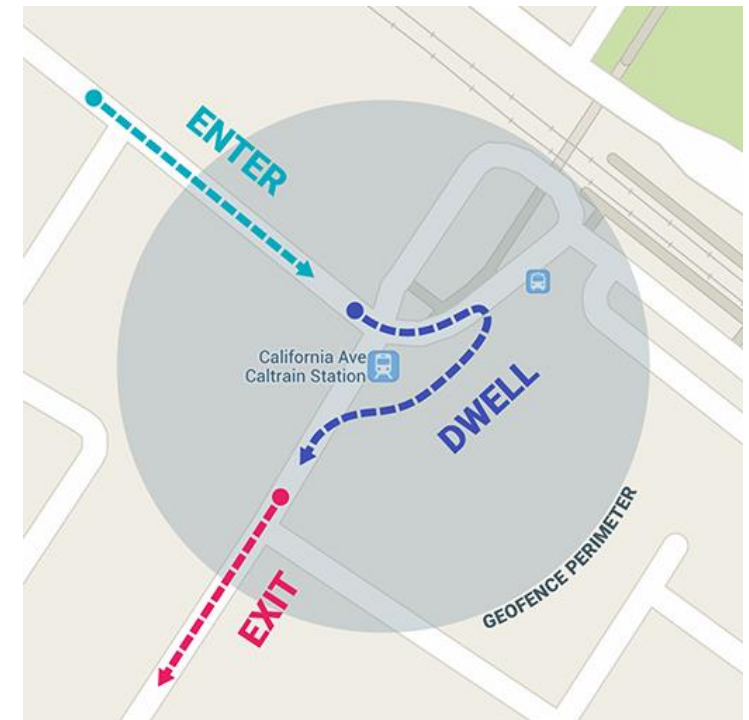 ENTER
California Ave
Caltrain Station
DWELL
GEOFENCE PERIMETER
EXIT